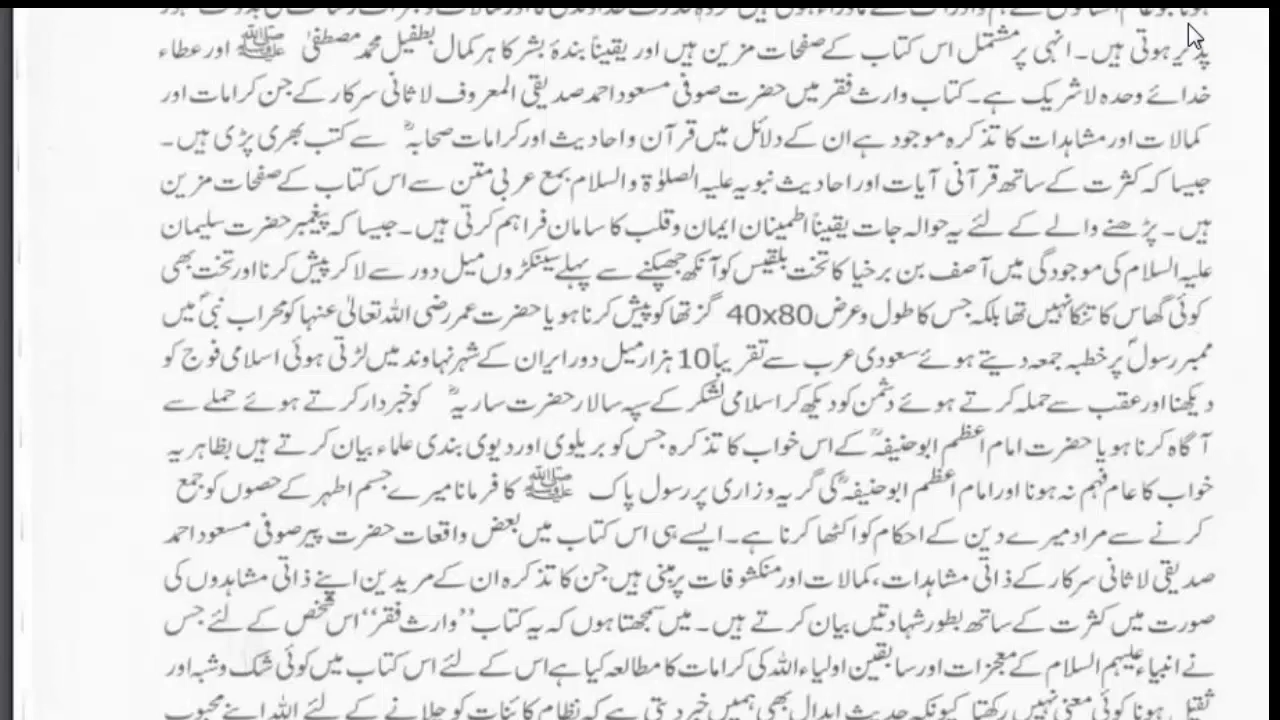 پذیر ہوتی ہیں۔ انہی پر مشتمل اس کتاب کے صفحات مزین ہیں اور یقیناً بندۂ بشر کا ہر کمال بطفیل محمد مصطفیٰ ﷺ اور عطاء
خدائے وحدہ لاشریک ہے۔ کتاب وارث فقر میں حضرت صوفی مسعود احمد صدیقی المعروف لاثانی سرکار کے جن کرامات اور
کمالات اور مشاہدات کا تذکرہ موجود ہے ان کے دلائل میں قرآن و احادیث اور کرامات صحابہؓ سے کتب بھری پڑی ہیں۔
جیسا کہ کثرت کے ساتھ قرآنی آیات اور احادیث نبویہ علیہ الصلوٰۃ والسلام بمع عربی متن سے اس کتاب کے صفحات مزین
ہیں۔ پڑھنے والے کے لئے یہ حوالہ جات یقیناً اطمینان ایمان و قلب کا سامان فراہم کرتی ہیں۔ جیسا کہ پیغمبر حضرت سلیمان
علیہ السلام کی موجودگی میں آصف بن برخیا کا تخت بلقیس کو آنکھ جھپکنے سے پہلے سینکڑوں میل دور سے لا کر پیش کرنا اور تخت بھی
کوئی گھاس کا تنکا نہیں تھا بلکہ جس کا طول و عرض 40x80 گز تھا کو پیش کرنا ہو یا حضرت عمر رضی اللہ تعالیٰ عنہا کو محراب نبیؐ میں
ممبر رسولؐ پر خطبہ جمعہ دیتے ہوئے سعودی عرب سے تقریباً 10 ہزار میل دور ایران کے شہر نہاوند میں لڑتی ہوئی اسلامی فوج کو
دیکھنا اور عقب سے حملہ کرتے ہوئے دشمن کو دیکھ کر اسلامی لشکر کے سپہ سالار حضرت ساریہؓ کو خبردار کرتے ہوئے حملے سے
آگاہ کرنا ہو یا حضرت امام اعظم ابوحنیفہؒ کے اس خواب کا تذکرہ جس کو بریلوی اور دیوی بندی علماء بیان کرتے ہیں بظاہر یہ
خواب کا عام فہم نہ ہونا اور امام اعظم ابوحنیفہؒ کی گریہ وزاری پر رسول پاک ﷺ کا فرمانا میرے جسم اطہر کے حصوں کو جمع
کرنے سے مراد میرے دین کے احکام کو اکٹھا کرنا ہے۔ ایسے ہی اس کتاب میں بعض واقعات حضرت پیر صوفی مسعود احمد
صدیقی لاثانی سرکار کے ذاتی مشاہدات، کمالات اور منکشوفات پر مبنی ہیں جن کا تذکرہ ان کے مریدین اپنے ذاتی مشاہدوں کی
صورت میں کثرت کے ساتھ بطور شہادتیں بیان کرتے ہیں۔ میں سمجھتا ہوں کہ یہ کتاب ’’وارث فقر‘‘ اس شخص کے لئے جس
نے انبیاء علیہم السلام کے معجزات اور سابقین اولیاء اللہ کی کرامات کا مطالعہ کیا ہے اس کے لئے اس کتاب میں کوئی شک و شبہ اور
ثقیل ہونا کوئی معنی نہیں رکھتا کیونکہ حدیث ابدال بھی ہمیں خبر دیتی ہے کہ نظام کائنات کو چلانے کے لئے اللہ اپنے محبوب